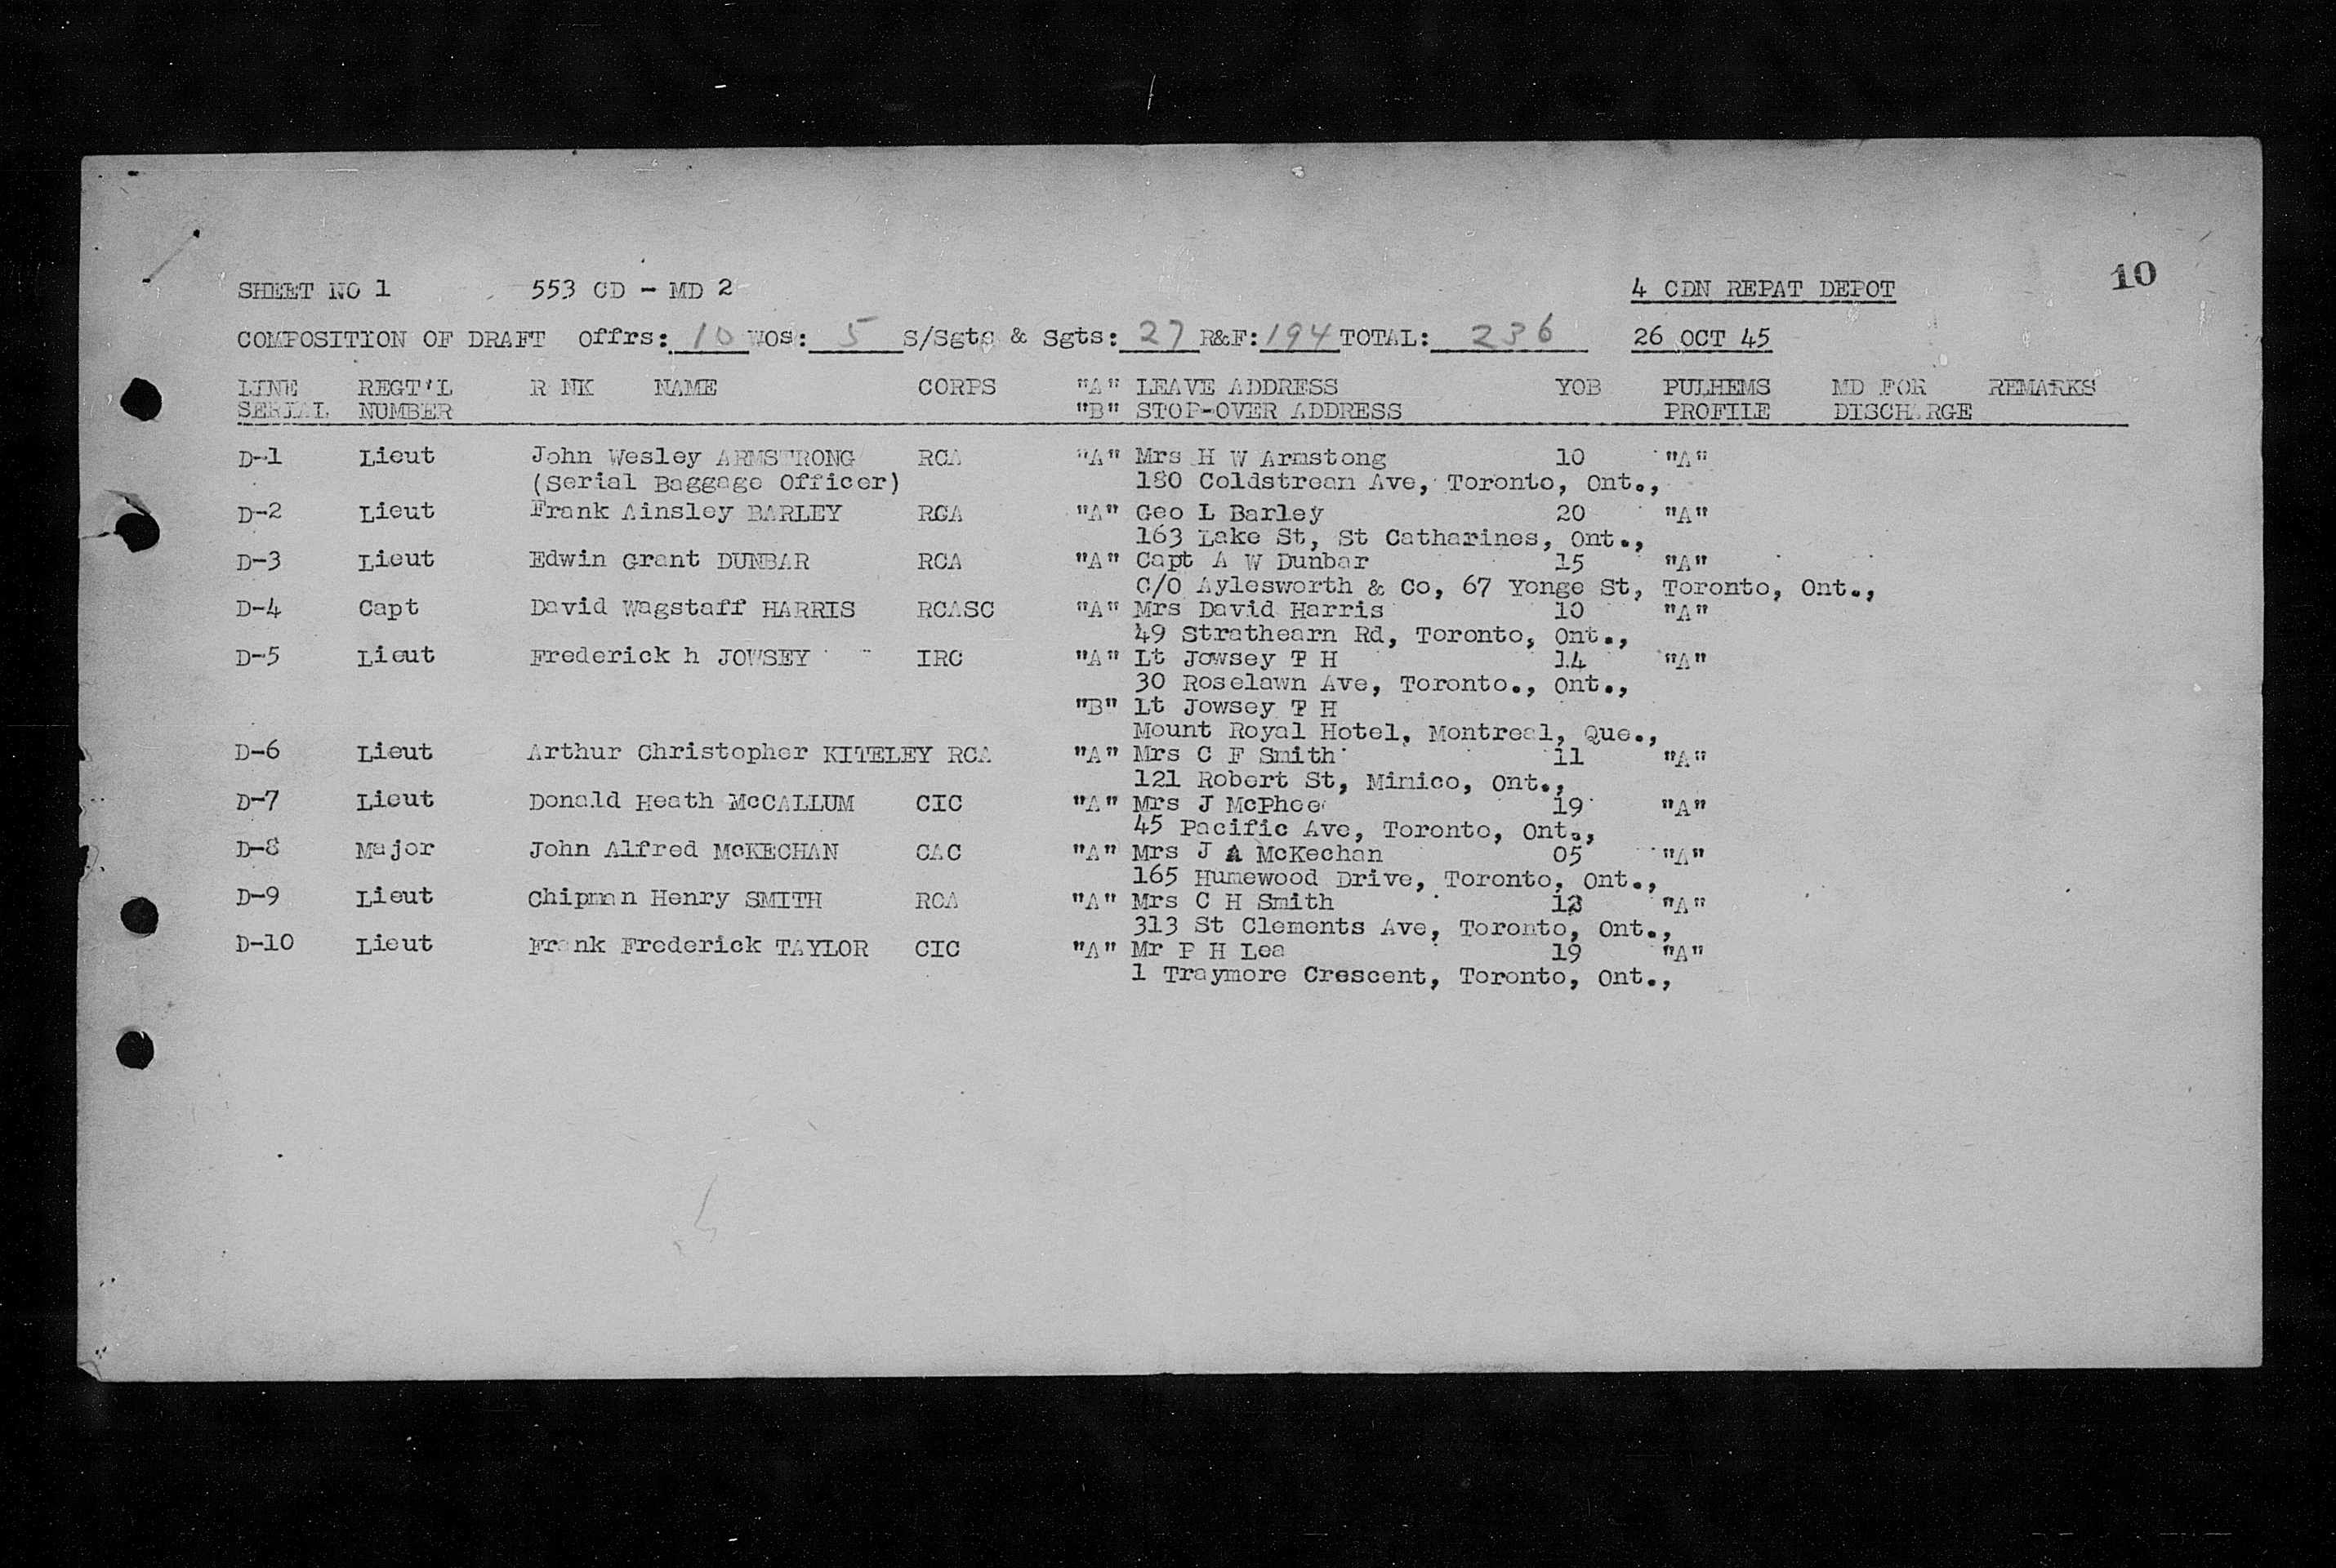 10
SHEET NO 1 553 CD - MD 2 4 CDN REPAT DEPOT
COMPOSITION OF DRAFT Offrs: 10 WOs: 5 S/Sgts & Sgts: 27 R&F: 194 TOTAL: 236 26 OCT 45
LINE REGT'L R NK NAME CORPS "A" LEAVE ADDRESS YOB PULHEMS MD FOR REMARKS
SERIAL NUMBER "B" STOP-OVER ADDRESS PROFILE DISCHARGE
D-1 Lieut John Wesley ARMSTRONG RCA "A" Mrs H W Armstong 10 "A"
(Serial Baggage Officer) 180 Coldstream Ave, Toronto, Ont.,
D-2 Lieut Frank Ainsley BARLEY RCA "A" Geo L Barley 20 "A"
163 Lake St, St Catharines, Ont.,
D-3 Lieut Edwin Grant DUNBAR RCA "A" Capt A W Dunbar 15 "A"
C/O Aylesworth & Co, 67 Yonge St, Toronto, Ont.,
D-4 Capt David Wagstaff HARRIS RCASC "A" Mrs David Harris 10 "A"
49 Strathearn Rd, Toronto, Ont.,
D-5 Lieut Frederick h JOWSEY IRC "A" Lt Jowsey F H 14 "A"
30 Roselawn Ave, Toronto., Ont.,
"B" Lt Jowsey F H
Mount Royal Hotel, Montreal, Que.,
D-6 Lieut Arthur Christopher KITELEY RCA "A" Mrs C F Smith 11 "A"
121 Robert St, Mimico, Ont.,
D-7 Lieut Donald Heath McCALLUM CIC "A" Mrs J McPhee 19 "A"
45 Pacific Ave, Toronto, Ont.,
D-8 Major John Alfred McKECHAN CAC "A" Mrs J A McKechan 05 "A"
165 Humewood Drive, Toronto, Ont.,
D-9 Lieut Chipman Henry SMITH RCA "A" Mrs C H Smith "A"
313 St Clements Ave, Toronto, Ont.,
D-10 Lieut Frank Frederick TAYLOR CIC "A" Mr P H Lea 19 "A"
1 Traymore Crescent, Toronto, Ont.,